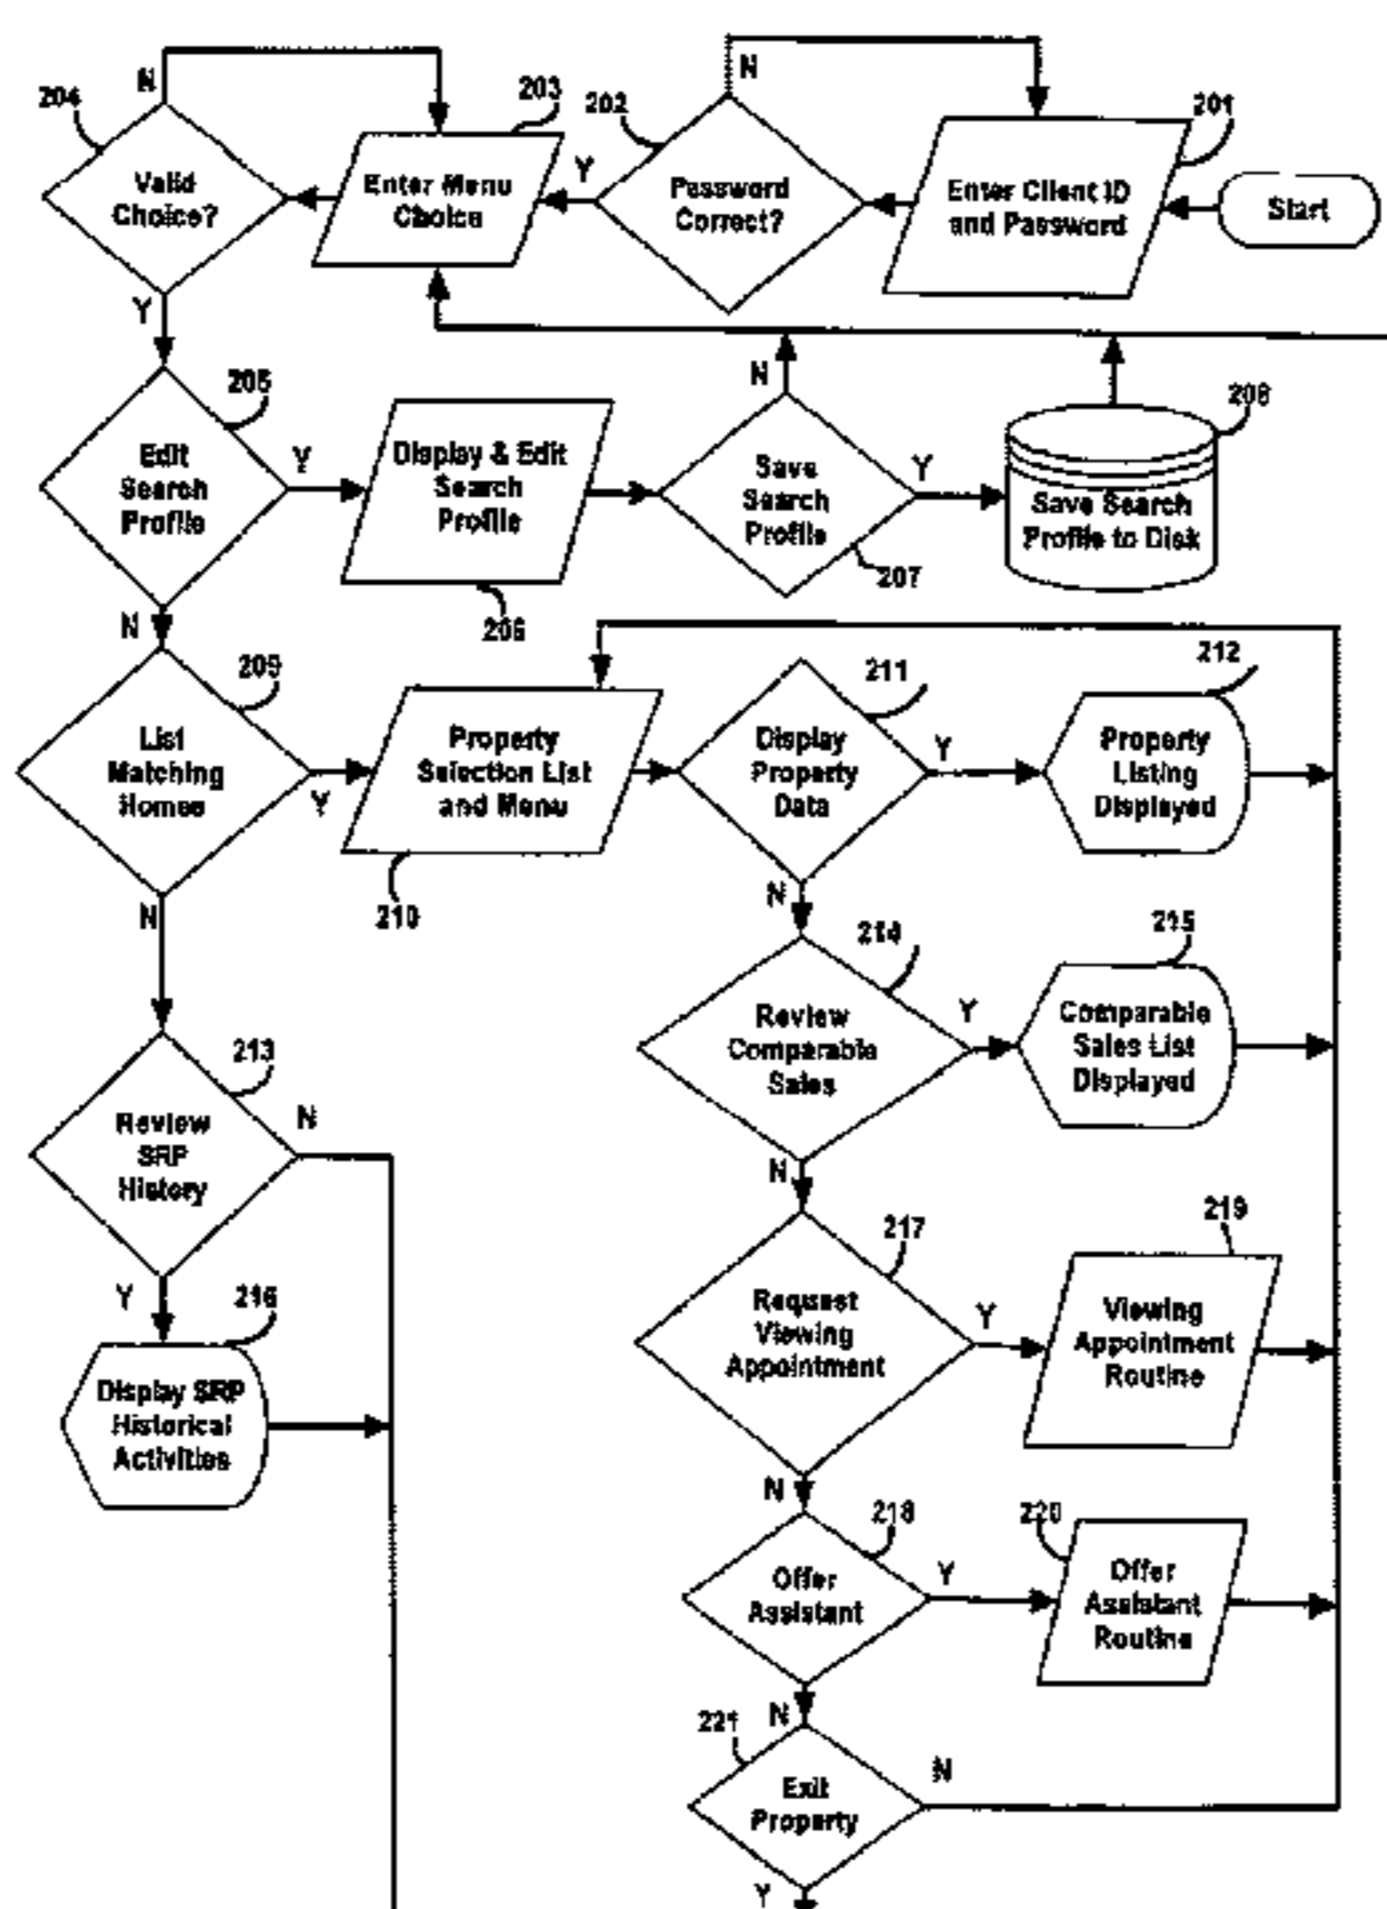 N
N
204
203
202
201
Valid
Choice?
Enter Menu
Choice
Y
Password
Correct?
Enter Client ID
and Password
Start
Y
N
205
208
Edit
Search
Profile
Y
Display & Edit
Search
Profile
Save
Search
Profile
Y
Save Search
Profile to Disk
207
206
N
209
211
212
List
Matching
Homes
Y
Property
Selection List
and Menu
Display
Property
Data
Y
Property
Listing
Displayed
N
210
N
214
215
Review
Comparable
Sales
Y
Comparable
Sales List
Displayed
213
N
Review
SRP
History
N
217
219
Y
216
Request
Viewing
Appointment
Y
Viewing
Appointment
Routine
Display SRP
Historical
Activities
N
218
220
Offer
Assistant
Y
Offer
Assistant
Routine
N
221
Exit
Property
N
Y